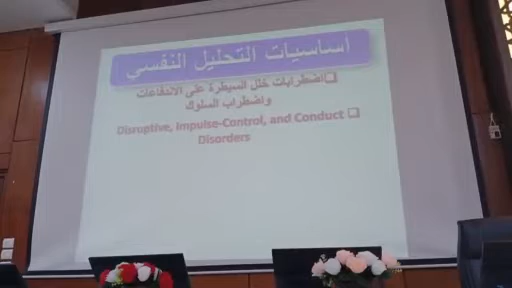 أساسيات التحليل النفسي
❑اضطرابات خلل السيطرة على الاندفاعات
واضطراب السلوك
❑ Disruptive, Impulse-Control, and Conduct
Disorders